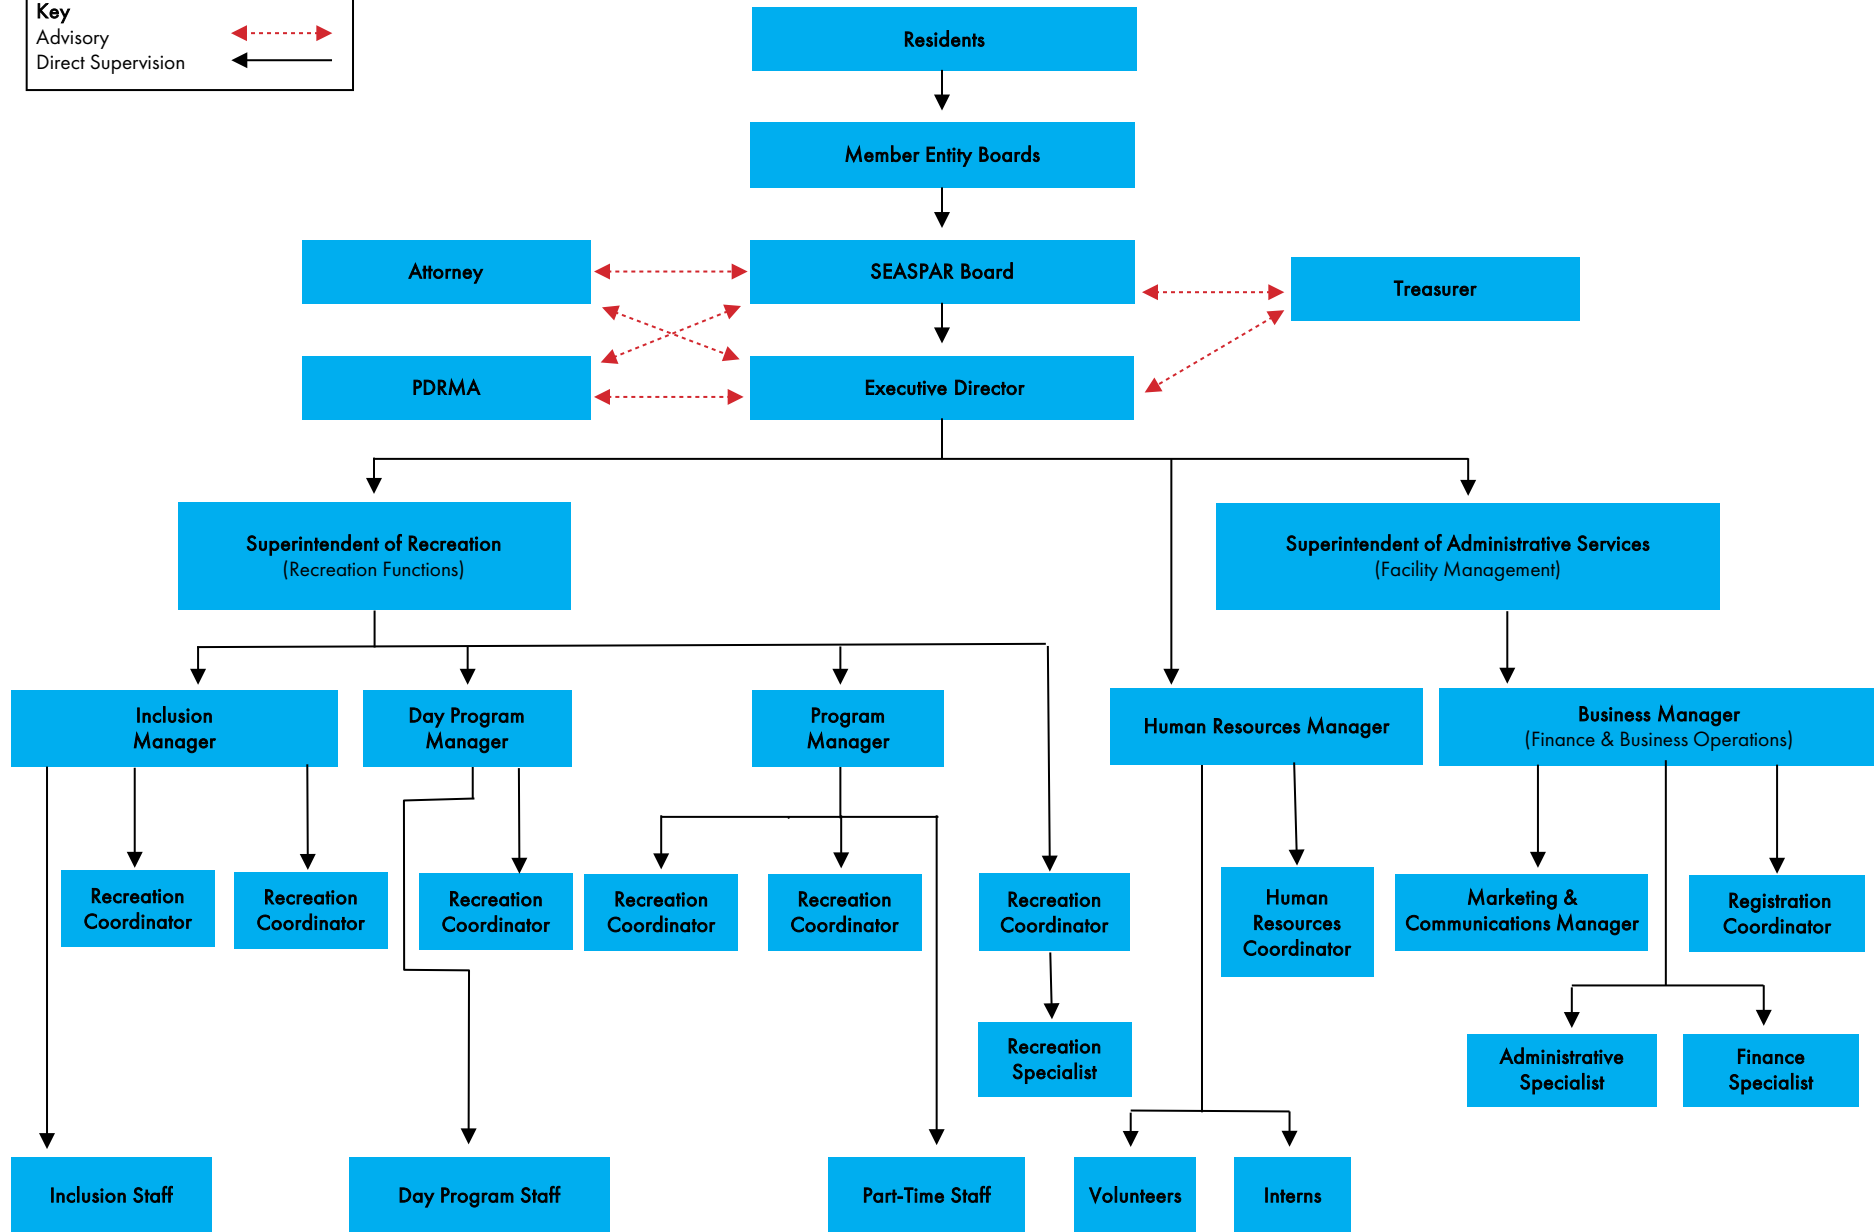 Key
Advisory
Direct Supervision
Residents
Member Entity Boards
Attorney
SEASPAR Board
Treasurer
PDRMA
Executive Director
Superintendent of Recreation
(Recreation Functions)
Superintendent of Administrative Services
(Facility Management)
Inclusion
Manager
Day Program
Manager
Program
Manager
Human Resources Manager
Business Manager
(Finance & Business Operations)
Recreation
Coordinator
Recreation
Coordinator
Recreation
Coordinator
Recreation
Coordinator
Recreation
Coordinator
Recreation
Coordinator
Human
Resources
Coordinator
Marketing &
Communications Manager
Registration
Coordinator
Recreation
Specialist
Administrative
Specialist
Finance
Specialist
Inclusion Staff
Day Program Staff
Part-Time Staff
Volunteers
Interns